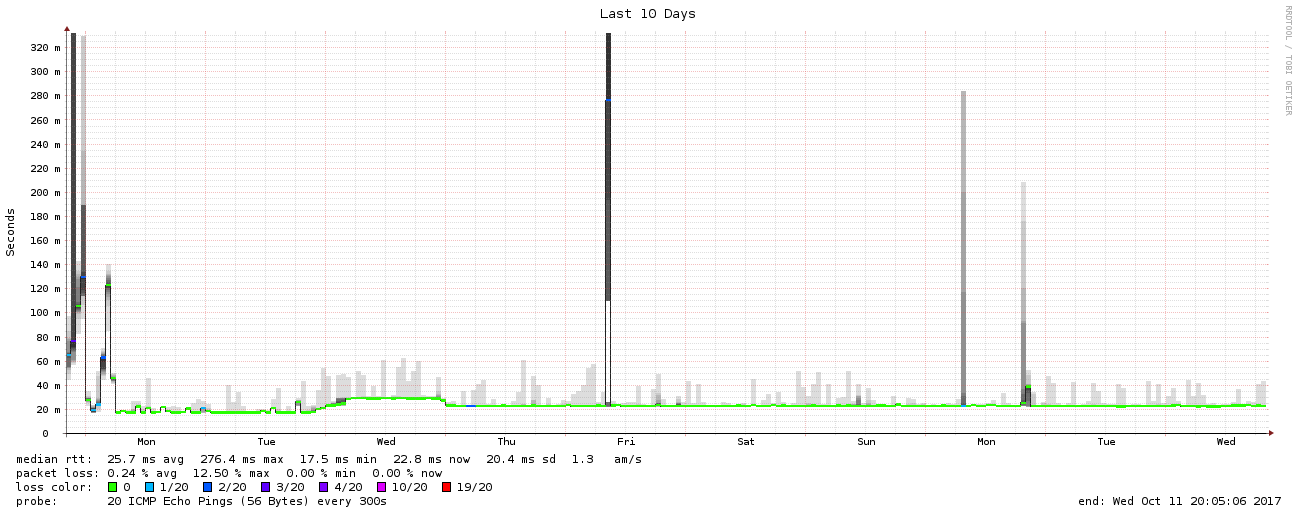 Last 10 Days
RRDTOOL / TOBI OETIKER
Seconds
320 m
300 m
280 m
260 m
240 m
220 m
200 m
180 m
160 m
140 m
120 m
100 m
80 m
60 m
40 m
20 m
0
Mon Tue Wed Thu Fri Sat Sun Mon Tue Wed
median rtt: 25.7 ms avg 276.4 ms max 17.5 ms min 22.8 ms now 20.4 ms sd 1.3 am/s
packet loss: 0.24 % avg 12.50 % max 0.00 % min 0.00 % now
loss color: 0 1/20 2/20 3/20 4/20 10/20 19/20
probe: 20 ICMP Echo Pings (56 Bytes) every 300s end: Wed Oct 11 20:05:06 2017